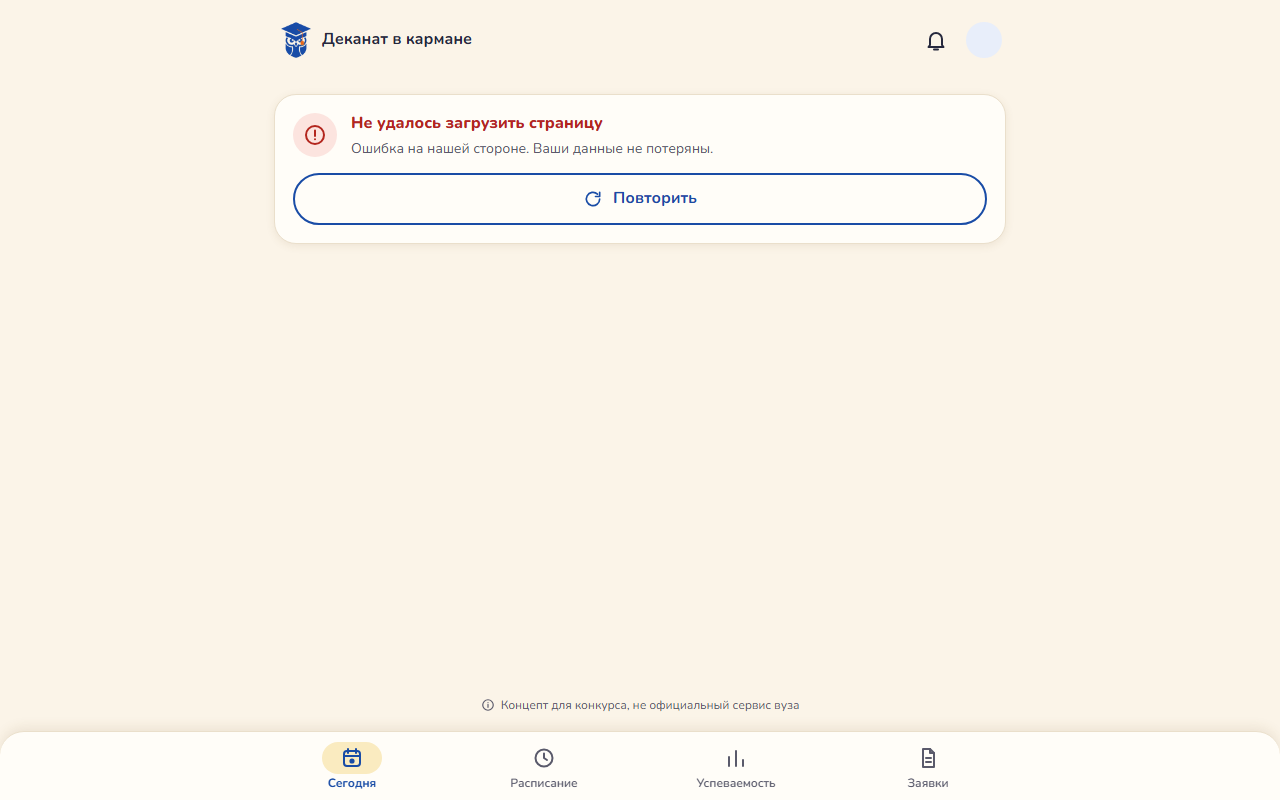 Деканат в кармане
Не удалось загрузить страницу
Ошибка на нашей стороне. Ваши данные не потеряны.
Повторить
Концепт для конкурса, не официальный сервис вуза
Сегодня
Расписание
Успеваемость
Заявки